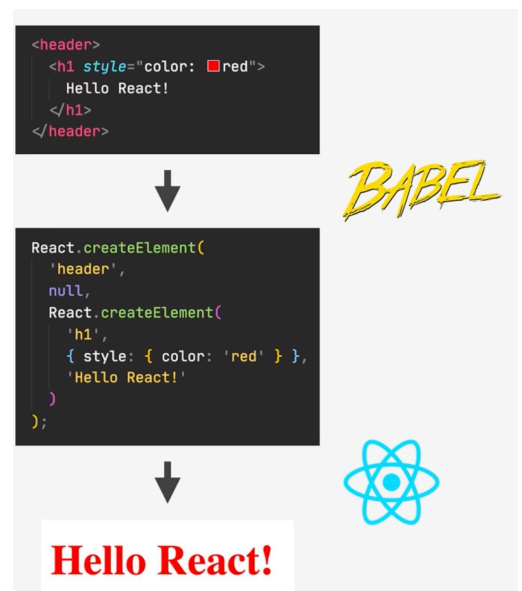 <header>
<h1 style="color: red">
Hello React!
</h1>
</header>
BABEL
React.createElement(
'header',
null,
React.createElement(
'h1',
{ style: { color: 'red' } },
'Hello React!'
)
);
Hello React!